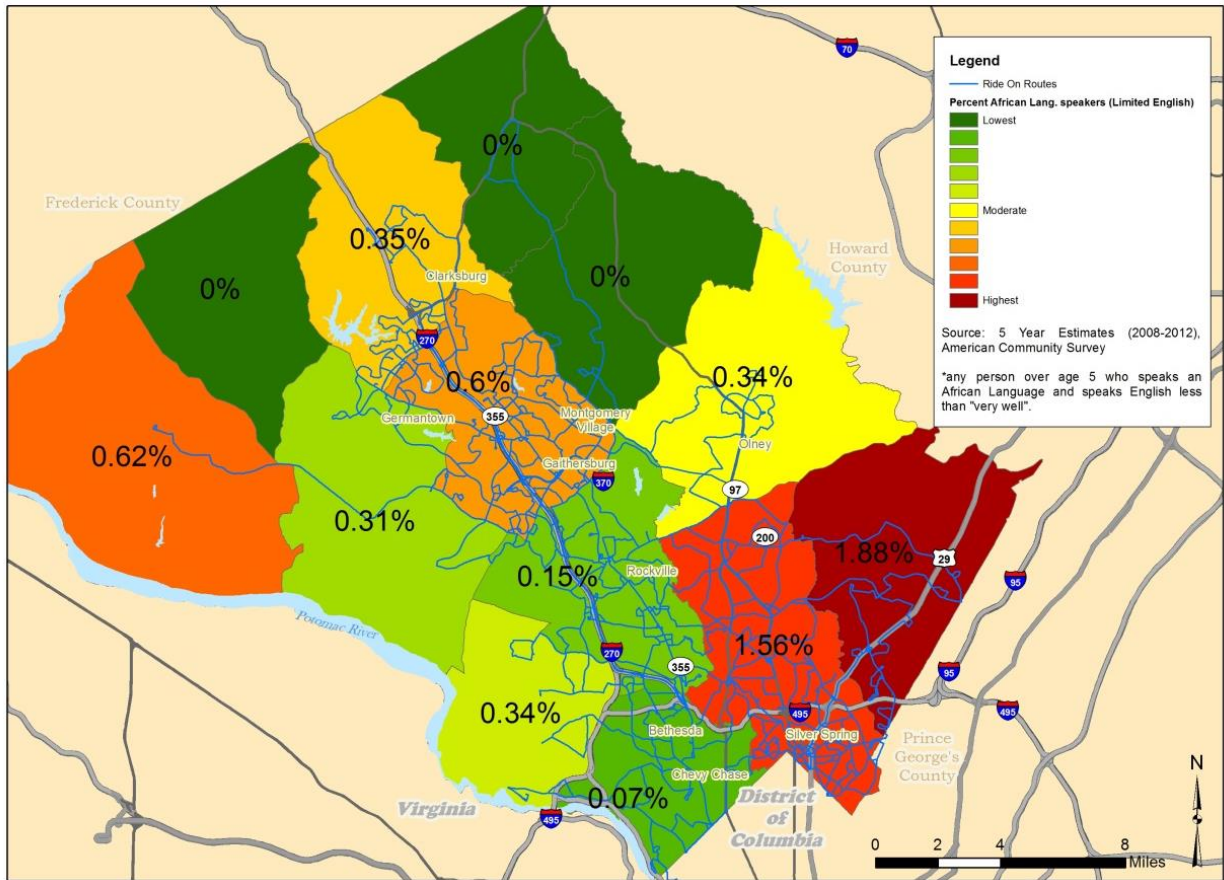 Legend
Ride On Routes
Percent African Lang. speakers (Limited English)
Lowest
Moderate
Highest
Source: 5 Year Estimates (2008-2012),
American Community Survey
*any person over age 5 who speaks an
African Language and speaks English less
than "very well".
70
0%
Frederick County
0.35%
Howard
County
Clarksburg
0%
0%
270
0.6%
0.34%
Germantown
355
Montgomery
Village
Olney
0.62%
Gaithersburg
370
97
0.31%
200
1.88%
29
0.15%
Rockville
95
Potomac River
270
1.56%
355
95
0.34%
495
495
Bethesda
Silver Spring
Prince
George's
County
Chevy Chase
0.07%
Virginia
District
of
Columbia
495
N
0 2 4 8
Miles